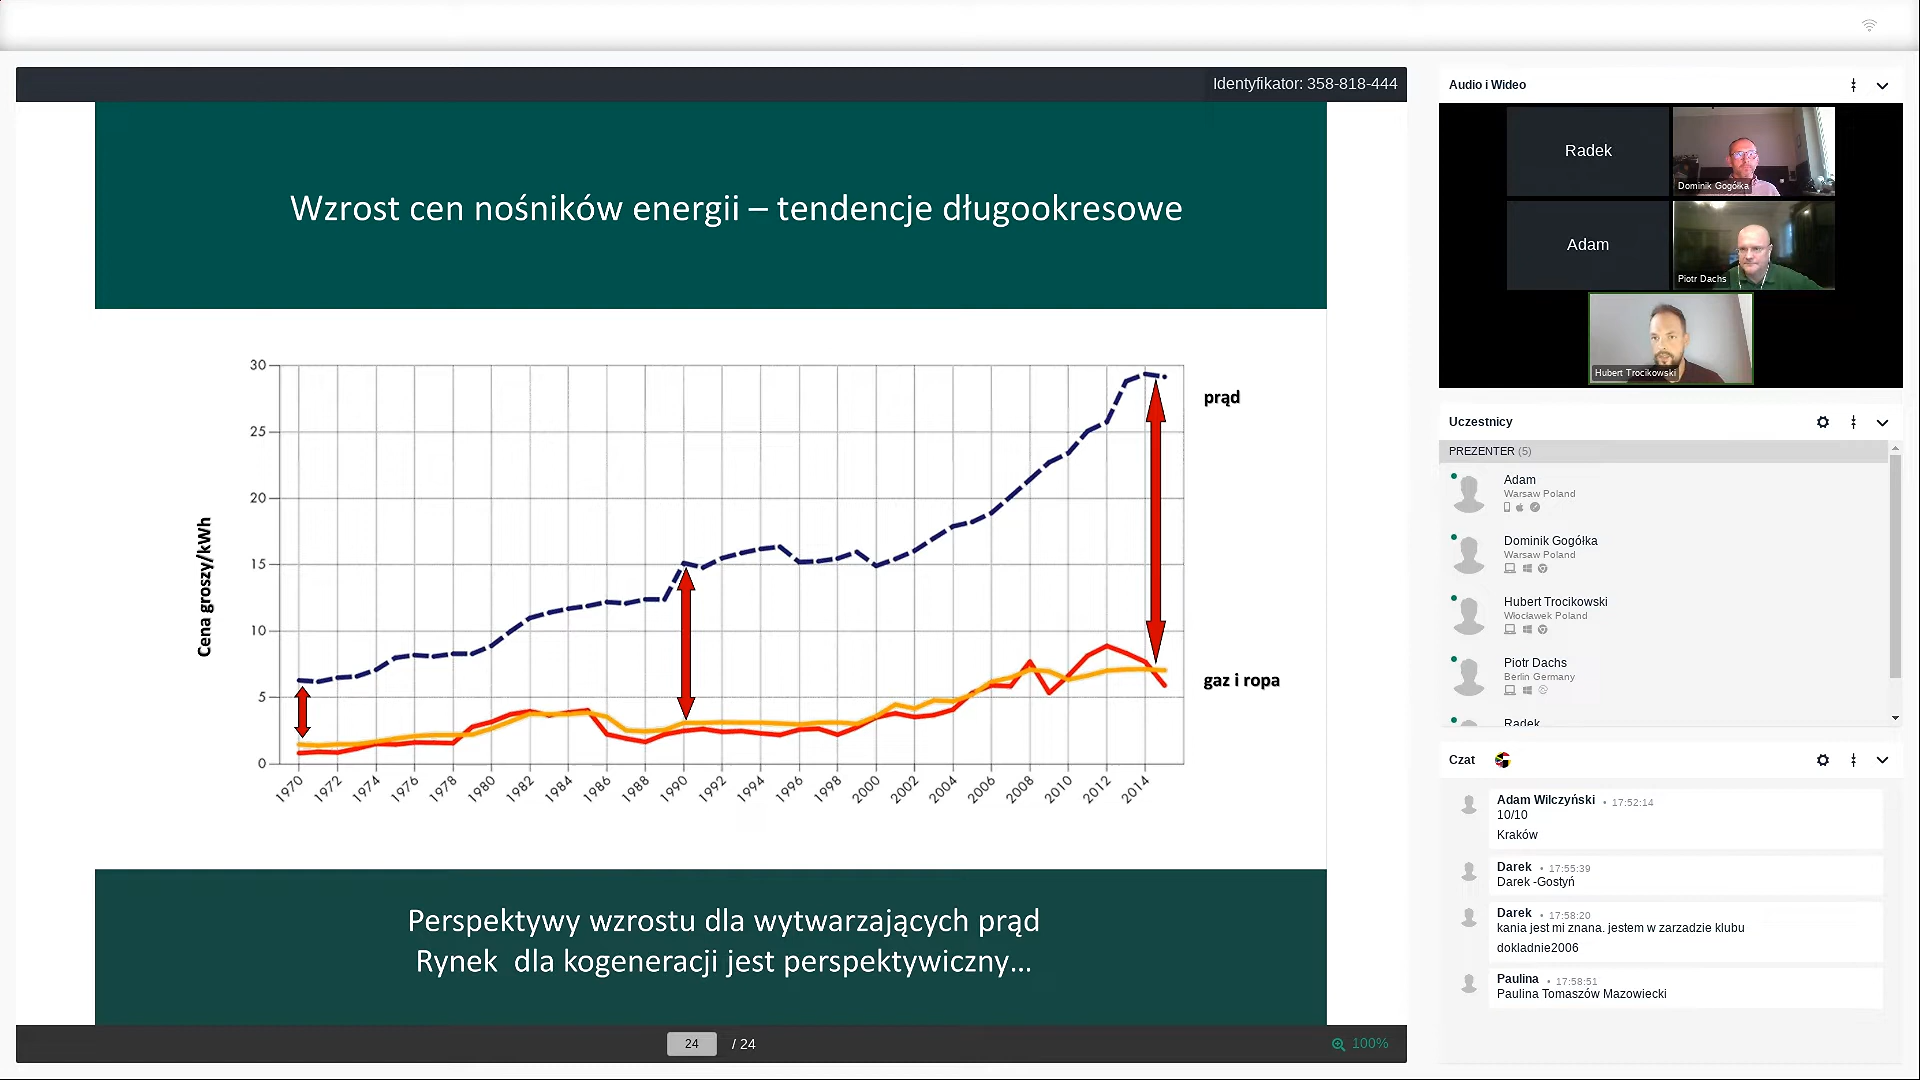 Identyfikator: 358-818-444
Wzrost cen nośników energii – tendencje długookresowe
Cena groszy/kWh
30
25
20
15
10
5
0
1970 1972 1974 1976 1978 1980 1982 1984 1986 1988 1990 1992 1994 1996 1998 2000 2002 2004 2006 2008 2010 2012 2014
prąd
gaz i ropa
Perspektywy wzrostu dla wytwarzających prąd
Rynek dla kogeneracji jest perspektywiczny...
24 / 24
100%
Audio i Wideo
Radek
Dominik Gogółka
Adam
Piotr Dachs
Hubert Trocikowski
Uczestnicy
PREZENTER (5)
Adam
Warsaw Poland
Dominik Gogółka
Warsaw Poland
Hubert Trocikowski
Włocławek Poland
Piotr Dachs
Berlin Germany
Radek
Czat
Adam Wilczyński • 17:52:14
10/10
Kraków
Darek • 17:55:39
Darek -Gostyń
Darek • 17:58:20
kania jest mi znana. jestem w zarzadzie klubu
dokladnie2006
Paulina • 17:58:51
Paulina Tomaszów Mazowiecki